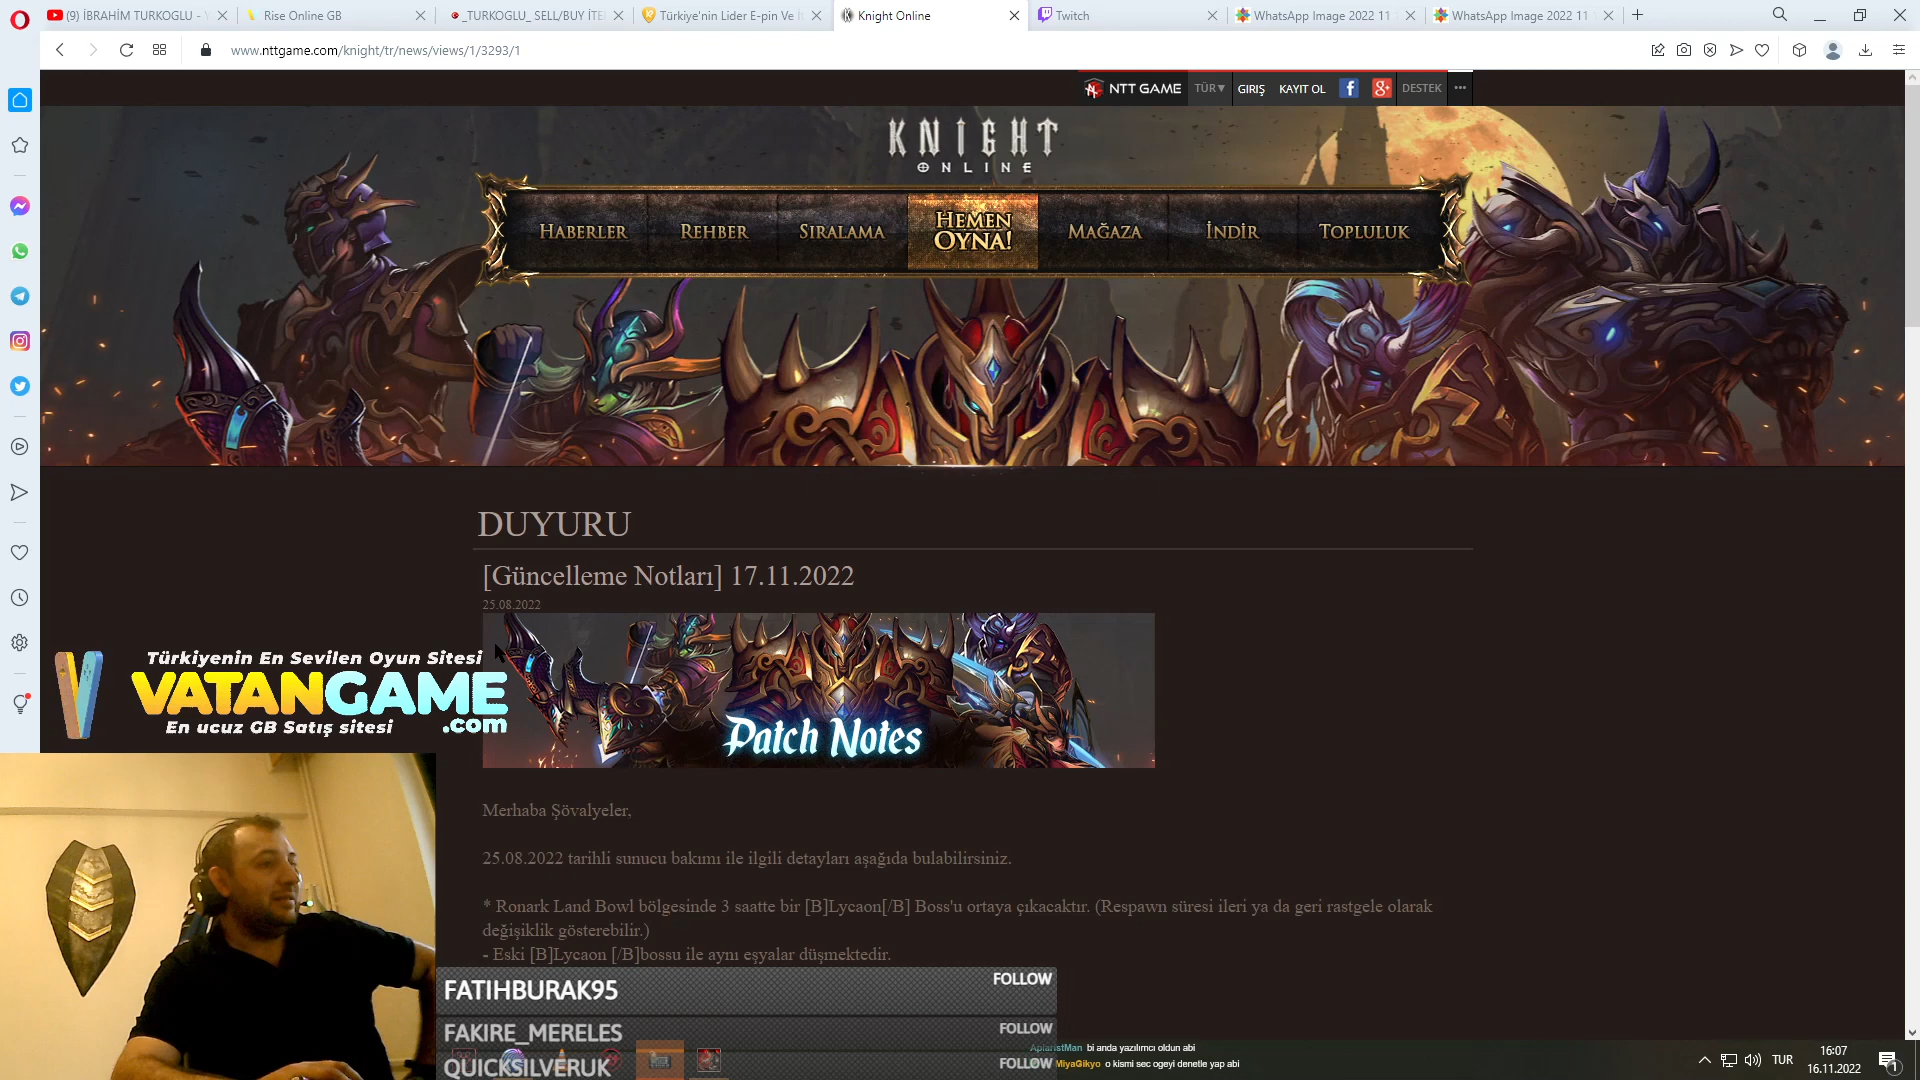 (9) İBRAHİM TURKOGLU - Y
Rise Online GB
_TURKOGLU_ SELL/BUY İTE
Türkiye'nin Lider E-pin Ve İt
Knight Online
Twitch
WhatsApp Image 2022 11
WhatsApp Image 2022 11
www.nttgame.com/knight/tr/news/views/1/3293/1
NTT GAME
TÜR▼
GIRIŞ
KAYIT OL
DESTEK
KNIGHT
ONLINE
HABERLER
REHBER
SIRALAMA
HEMEN
OYNA!
MAĞAZA
İNDİR
TOPLULUK
DUYURU
[Güncelleme Notları] 17.11.2022
25.08.2022
Patch Notes
Türkiyenin En Sevilen Oyun Sitesi
VATANGAME
.com
En ucuz GB Satış sitesi
Merhaba Şövalyeler,
25.08.2022 tarihli sunucu bakımı ile ilgili detayları aşağıda bulabilirsiniz.
* Ronark Land Bowl bölgesinde 3 saatte bir [B]Lycaon[/B] Boss'u ortaya çıkacaktır. (Respawn süresi ileri ya da geri rastgele olarak
değişiklik gösterebilir.)
- Eski [B]Lycaon [/B]bossu ile aynı eşyalar düşmektedir.
FATIHBURAK95
FOLLOW
FAKIRE_MERELES
FOLLOW
QUICKSILVERUK
FOLLOW
bi anda yazılımcı oldun abi
MiyaGikyo o kismi sec ogeyi denetle yap abi
TUR
16:07
16.11.2022
1